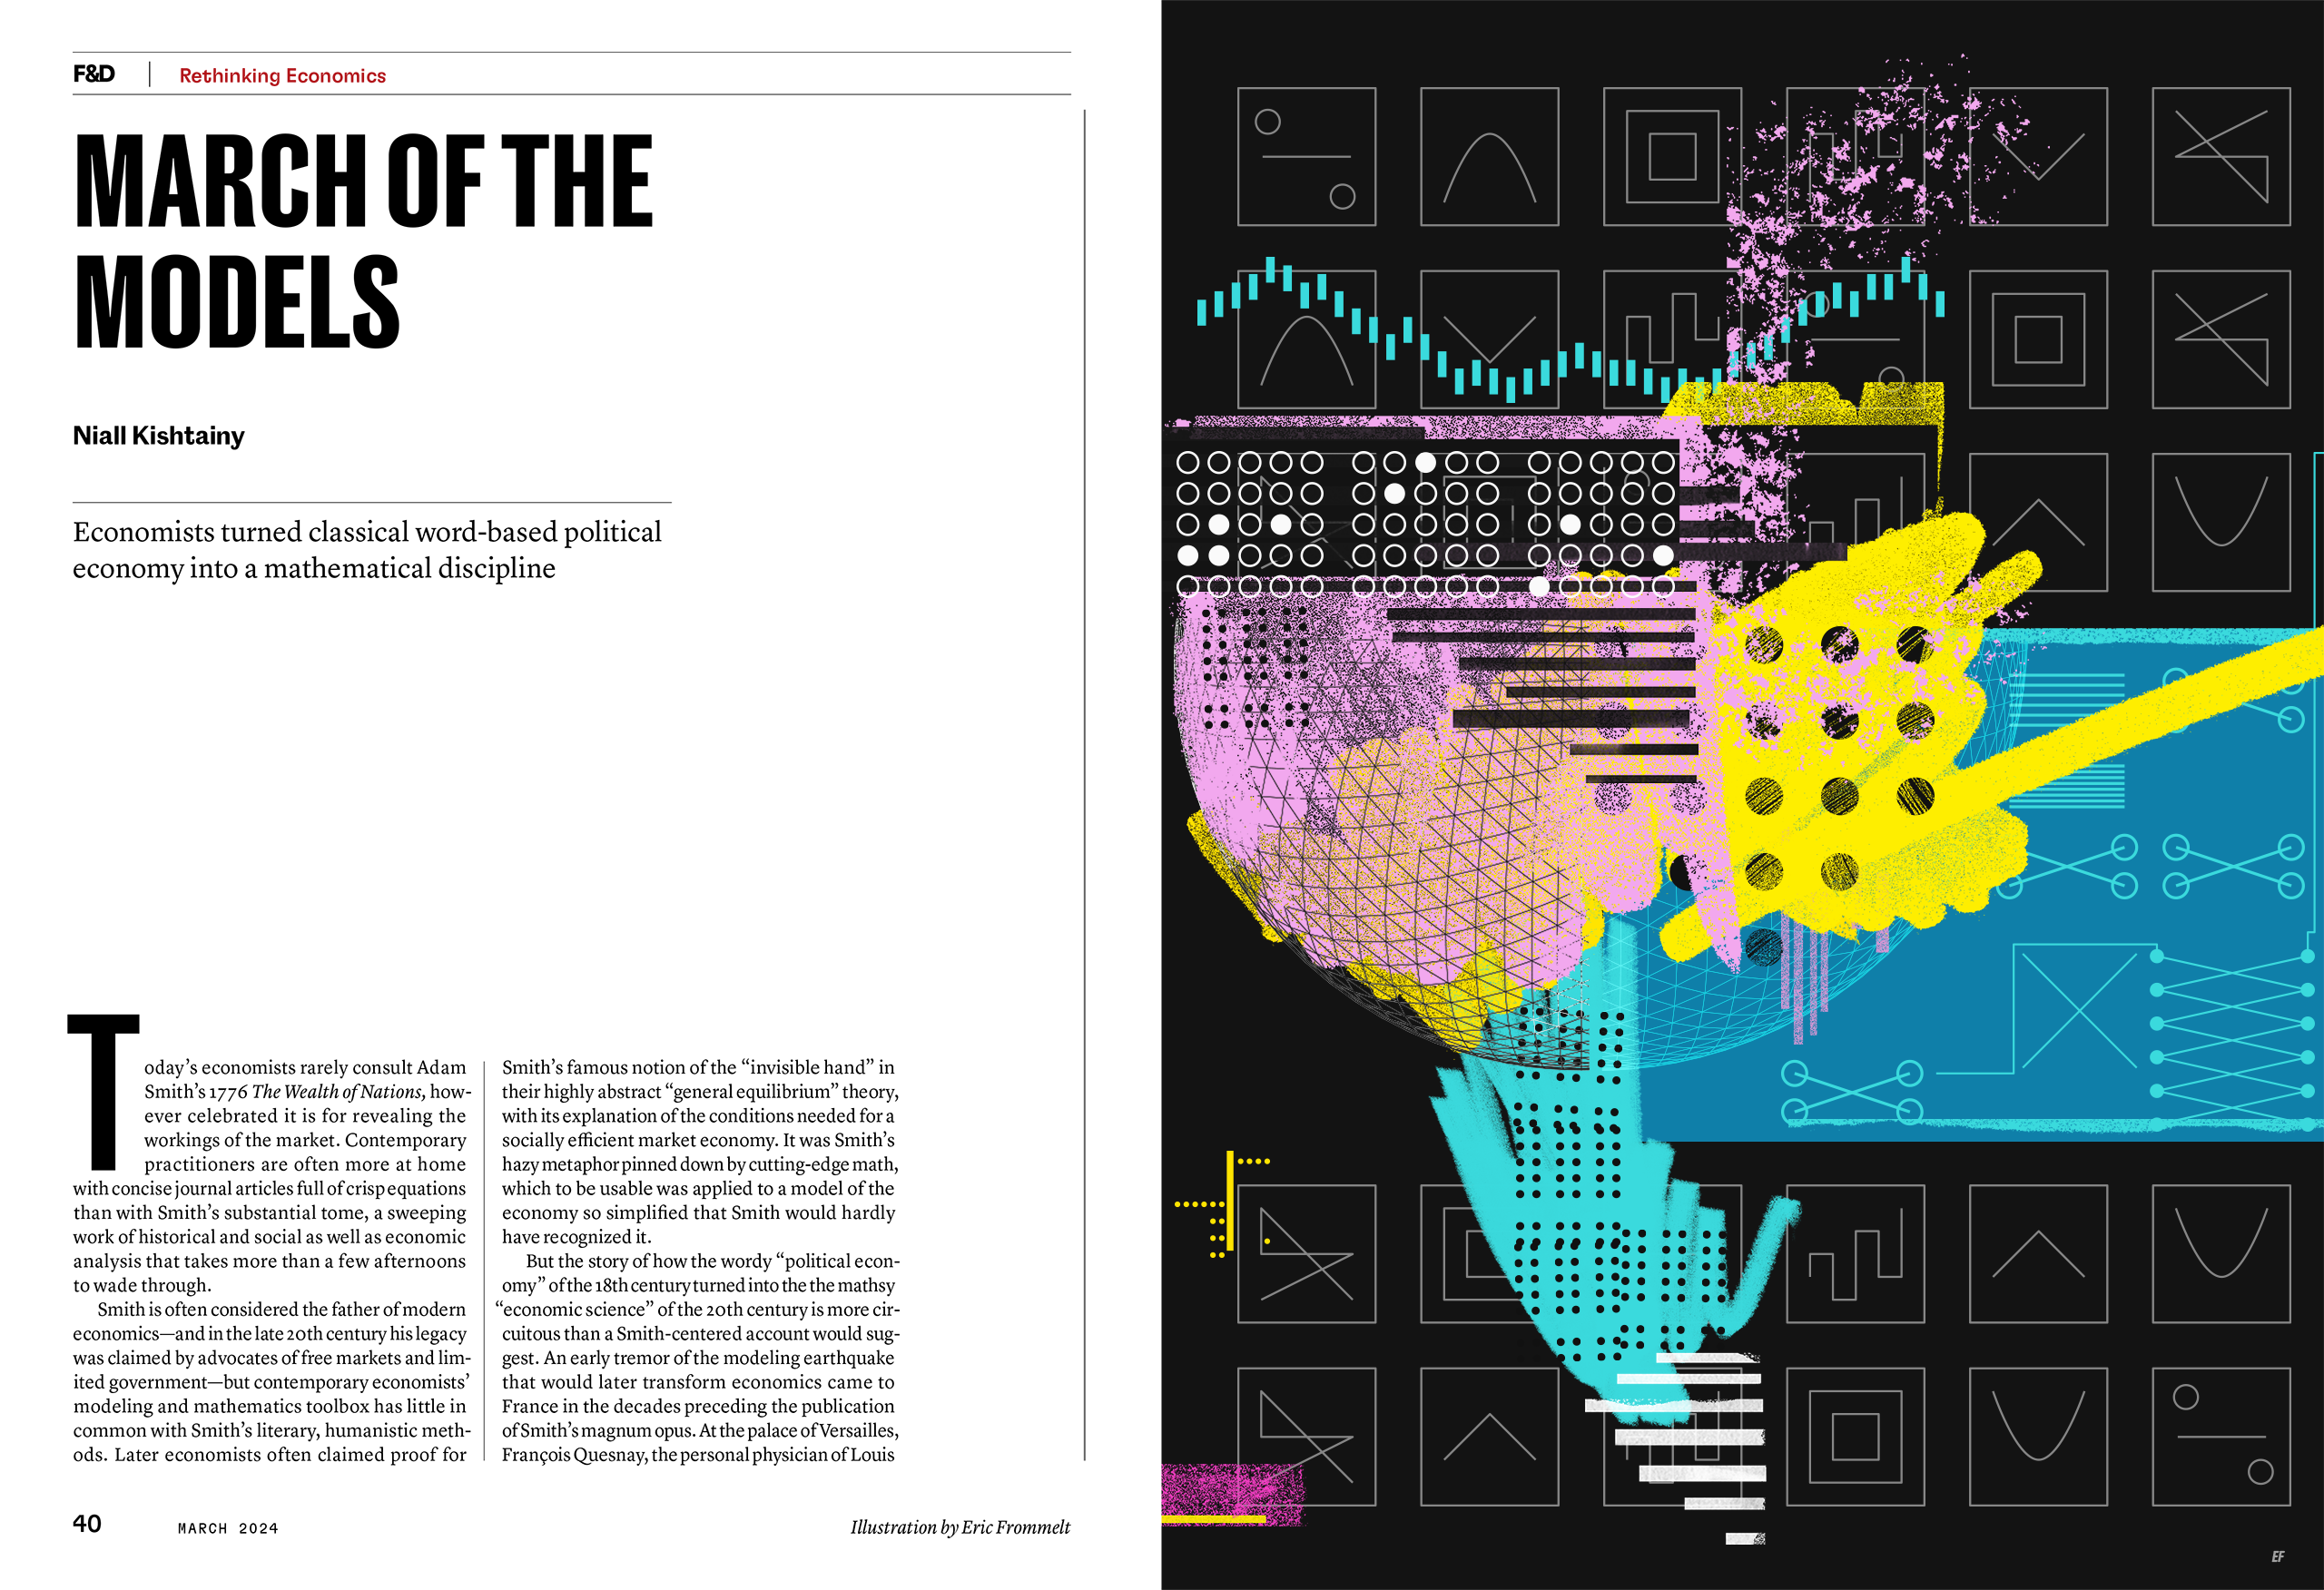 F&D
Rethinking Economics
MARCH OF THE
MODELS
Niall Kishtainy
Economists turned classical word-based political
economy into a mathematical discipline
Today’s economists rarely consult Adam
Smith’s 1776 The Wealth of Nations, how-
ever celebrated it is for revealing the
workings of the market. Contemporary
practitioners are often more at home
with concise journal articles full of crisp equations
than with Smith’s substantial tome, a sweeping
work of historical and social as well as economic
analysis that takes more than a few afternoons
to wade through.
Smith is often considered the father of modern
economics—and in the late 20th century his legacy
was claimed by advocates of free markets and lim-
ited government—but contemporary economists’
modeling and mathematics toolbox has little in
common with Smith’s literary, humanistic meth-
ods. Later economists often claimed proof for
Smith’s famous notion of the “invisible hand” in
their highly abstract “general equilibrium” theory,
with its explanation of the conditions needed for a
socially efficient market economy. It was Smith’s
hazy metaphor pinned down by cutting-edge math,
which to be usable was applied to a model of the
economy so simplified that Smith would hardly
have recognized it.
But the story of how the wordy “political econ-
omy” of the 18th century turned into the the mathsy
“economic science” of the 20th century is more cir-
cuitous than a Smith-centered account would sug-
gest. An early tremor of the modeling earthquake
that would later transform economics came to
France in the decades preceding the publication
of Smith’s magnum opus. At the palace of Versailles,
François Quesnay, the personal physician of Louis
40
MARCH 2024
Illustration by Eric Frommelt
EF